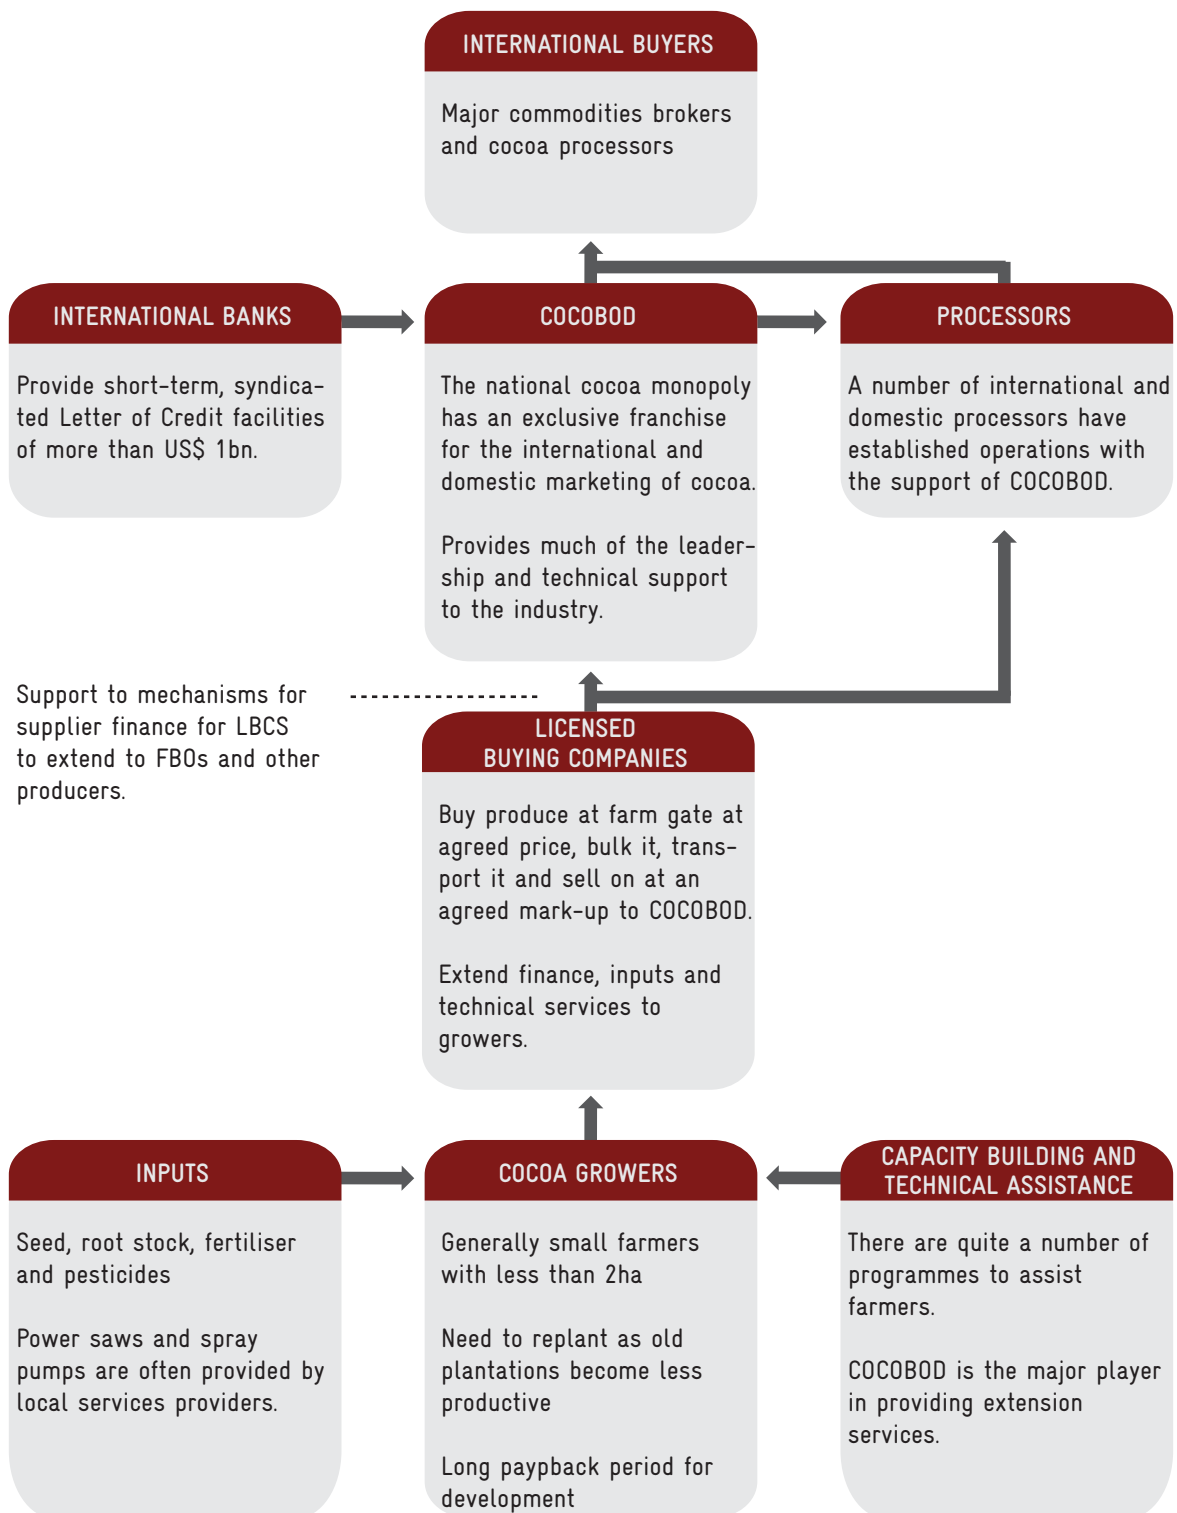 INTERNATIONAL BUYERS
Major commodities brokers
and cocoa processors
INTERNATIONAL BANKS
Provide short-term, syndica-
ted Letter of Credit facilities
of more than US$ 1bn.
COCOBOD
The national cocoa monopoly
has an exclusive franchise
for the international and
domestic marketing of cocoa.
Provides much of the leader-
ship and technical support
to the industry.
PROCESSORS
A number of international and
domestic processors have
established operations with
the support of COCOBOD.
Support to mechanisms for
supplier finance for LBCS
to extend to FBOs and other
producers.
LICENSED
BUYING COMPANIES
Buy produce at farm gate at
agreed price, bulk it, trans-
port it and sell on at an
agreed mark-up to COCOBOD.
Extend finance, inputs and
technical services to
growers.
INPUTS
Seed, root stock, fertiliser
and pesticides
Power saws and spray
pumps are often provided by
local services providers.
COCOA GROWERS
Generally small farmers
with less than 2ha
Need to replant as old
plantations become less
productive
Long paypback period for
development
CAPACITY BUILDING AND
TECHNICAL ASSISTANCE
There are quite a number of
programmes to assist
farmers.
COCOBOD is the major player
in providing extension
services.